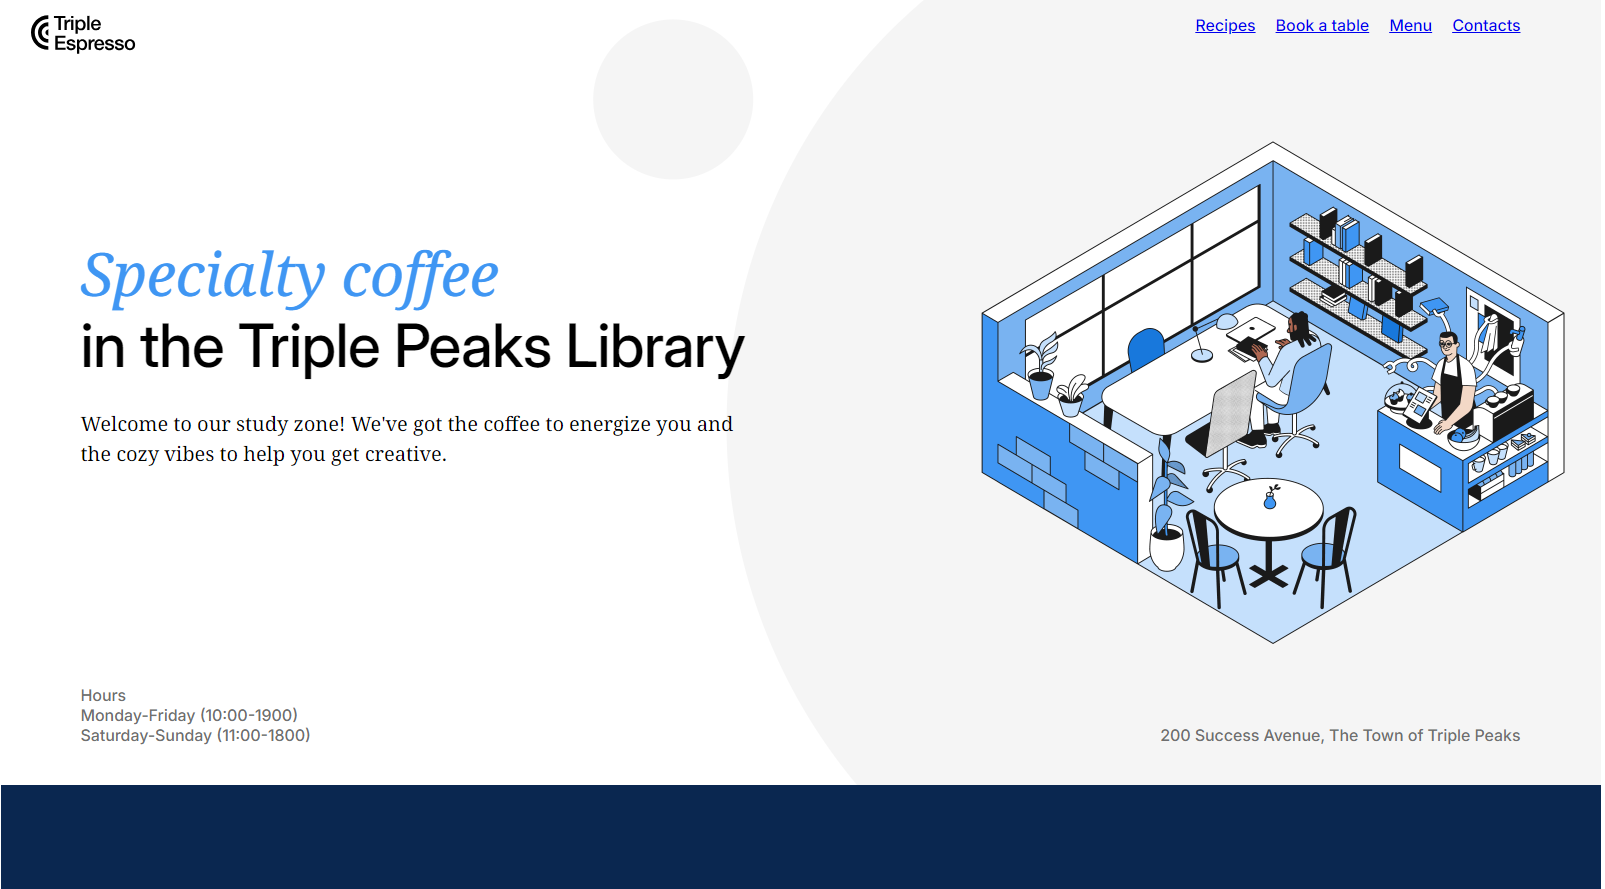 Triple
Espresso
Recipes Book a table Menu Contacts
Specialty coffee
in the Triple Peaks Library
Welcome to our study zone! We've got the coffee to energize you and
the cozy vibes to help you get creative.
Hours
Monday-Friday (10:00-1900)
Saturday-Sunday (11:00-1800)
200 Success Avenue, The Town of Triple Peaks